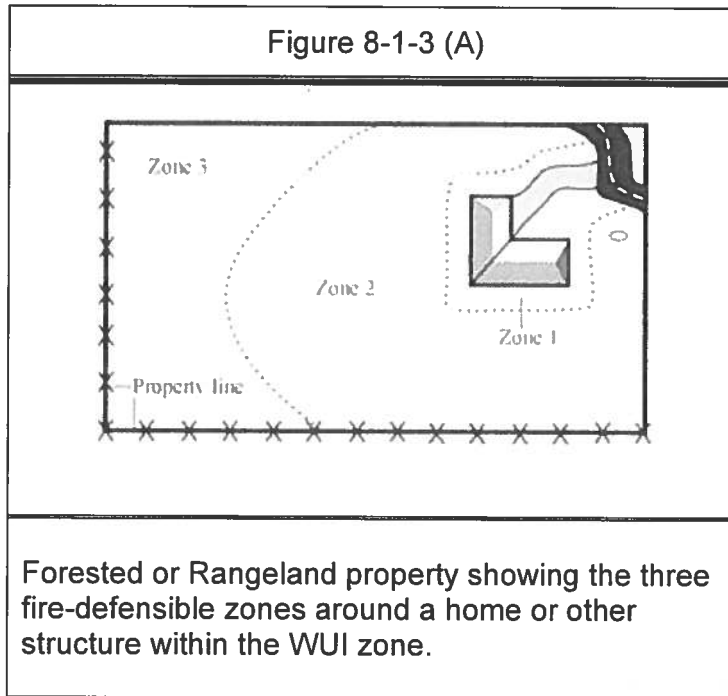 Figure 8-1-3 (A)
Zone 3
Zone 2
Zone 1
Property line
Forested or Rangeland property showing the three
fire-defensible zones around a home or other
structure within the WUI zone.